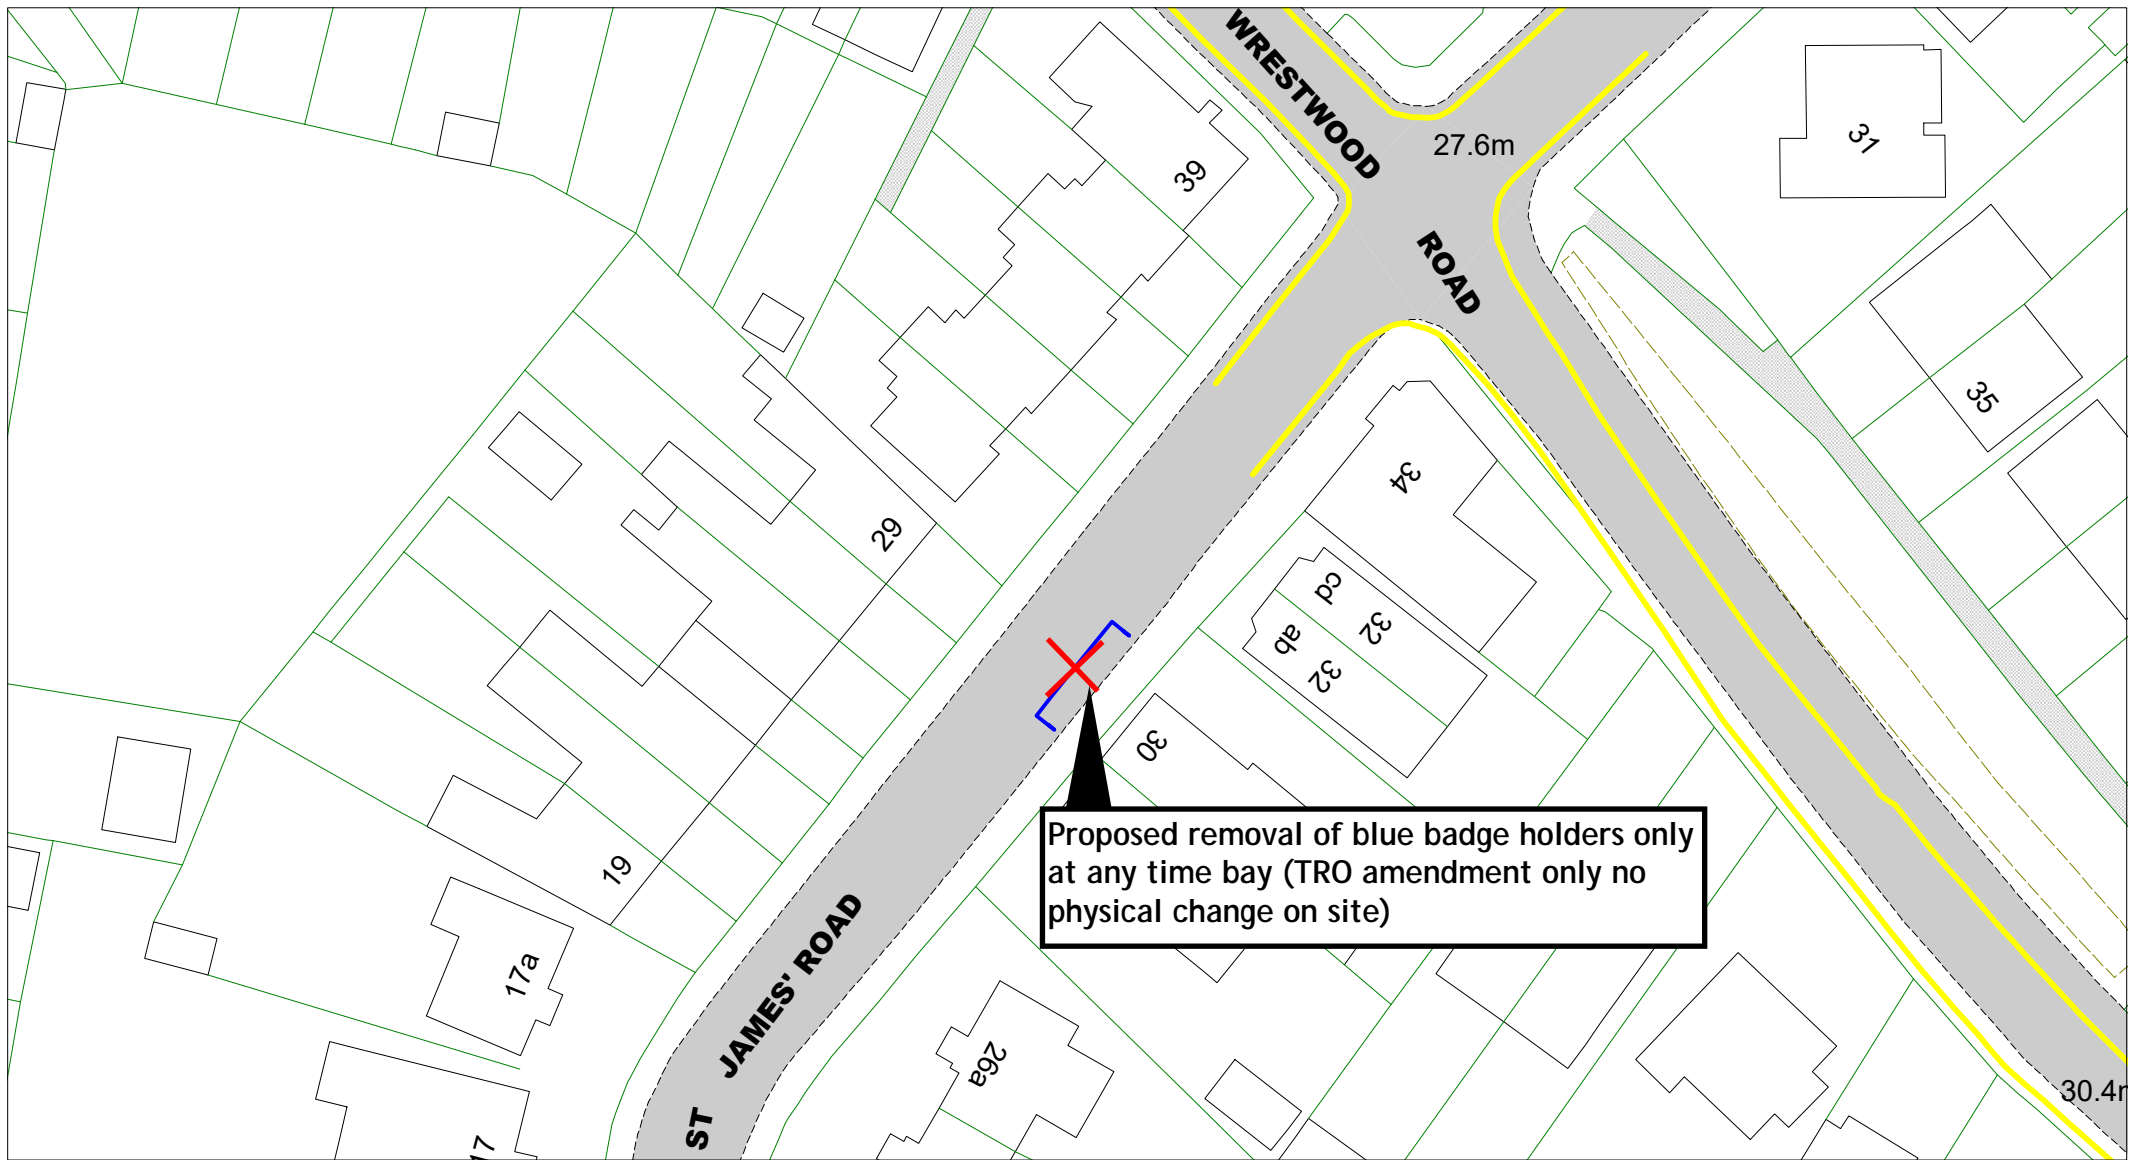 WRESTWOOD
ROAD
27.6m
31
39
35
34
29
cd
32
ab
32
30
Proposed removal of blue badge holders only
at any time bay (TRO amendment only no
physical change on site)
19
17a
ST JAMES' ROAD
26a
17
30.4m